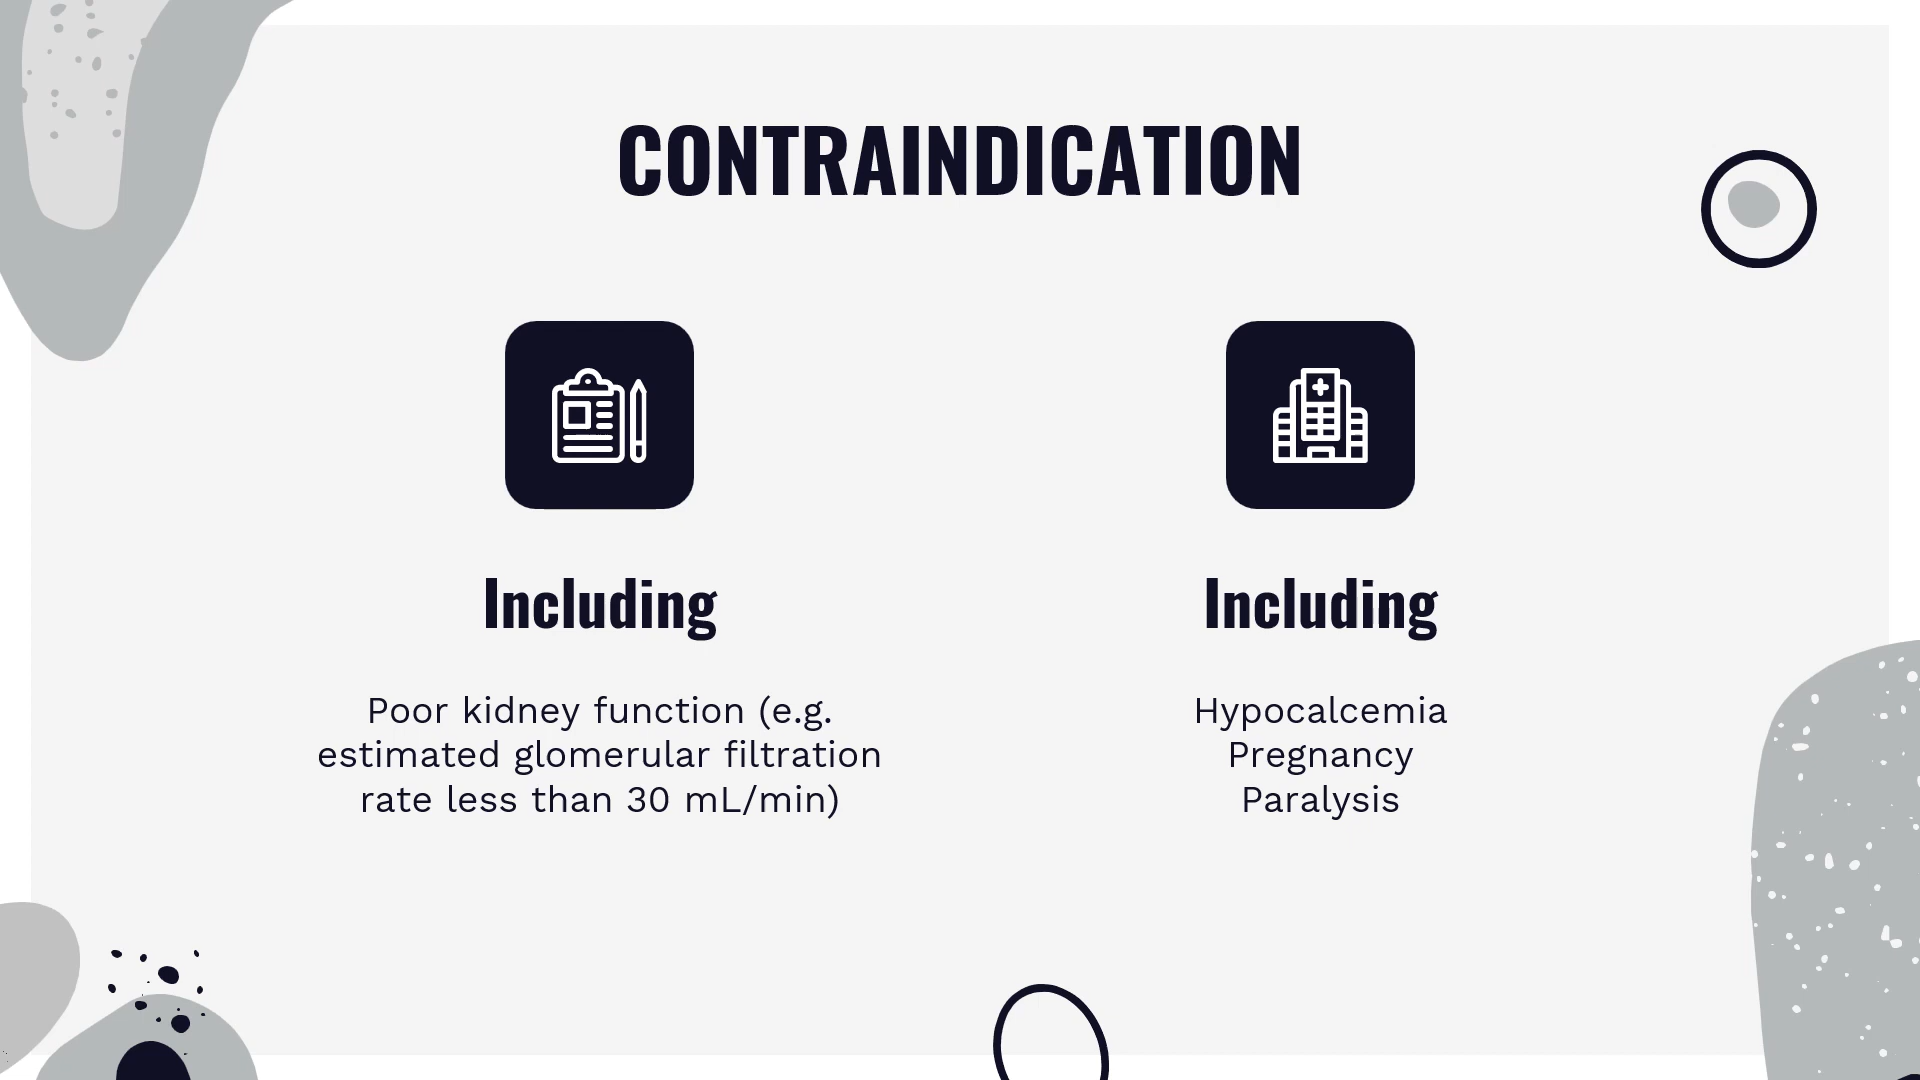 CONTRAINDICATION
Including
Poor kidney function (e.g.
estimated glomerular filtration
rate less than 30 mL/min)
Including
Hypocalcemia
Pregnancy
Paralysis